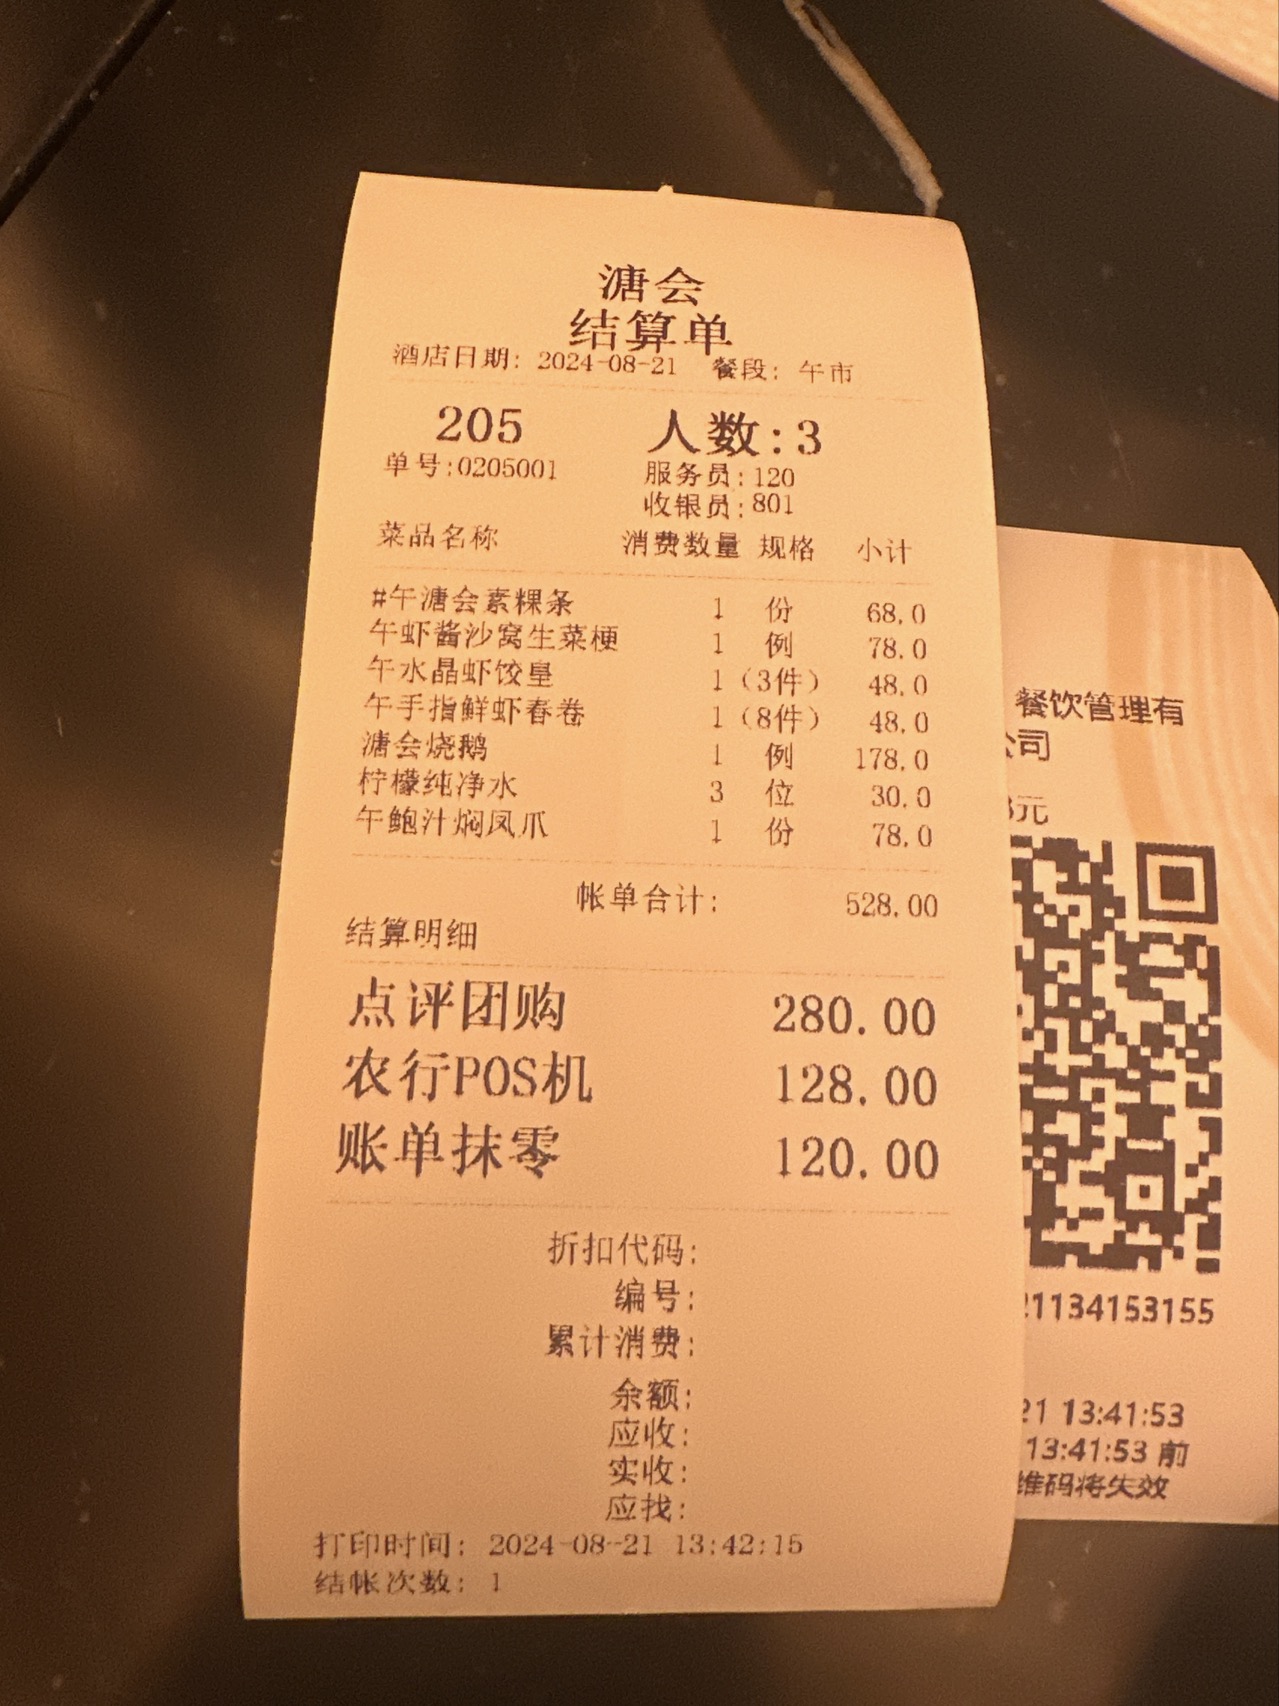 溏会
结算单
酒店日期: 2024-08-21 餐段: 午市
205 人数:3
单号:0205001 服务员:120
收银员:801
菜品名称 消费数量 规格 小计
#午溏会素粿条 1 份 68.0
午虾酱沙窝生菜梗 1 例 78.0
午水晶虾饺皇 1 (3件) 48.0
午手指鲜虾春卷 1 (8件) 48.0
溏会烧鹅 1 例 178.0
柠檬纯净水 3 位 30.0
午鲍汁焖凤爪 1 份 78.0
帐单合计: 528.00
结算明细
点评团购 280.00
农行POS机 128.00
账单抹零 120.00
折扣代码:
编号:
累计消费:
余额:
应收:
实收:
应找:
打印时间: 2024-08-21 13:42:15
结帐次数: 1
餐饮管理有
公司
元
21134153155
21 13:41:53
13:41:53 前
维码将失效